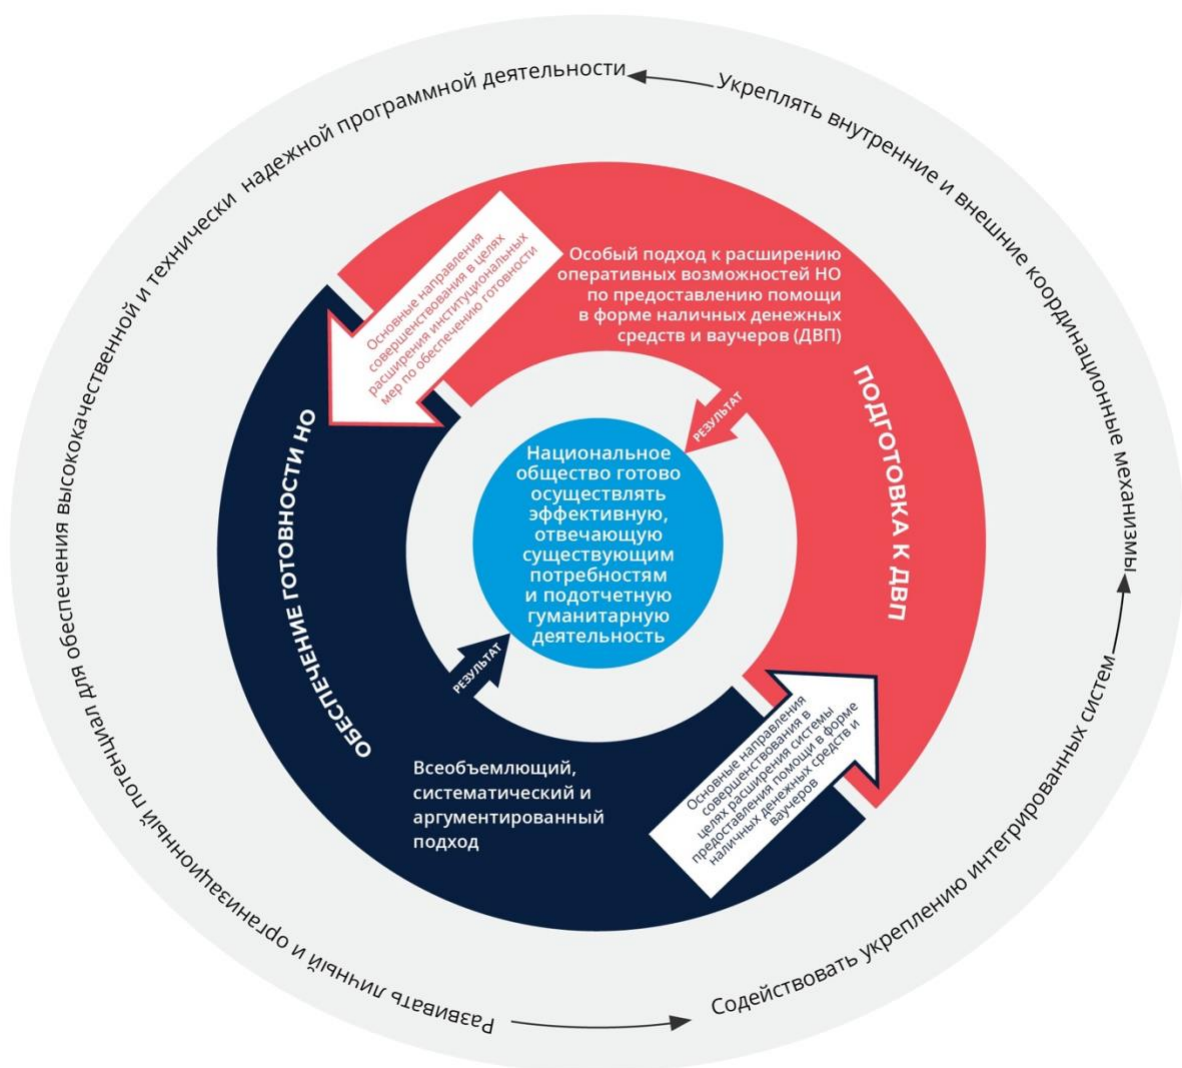 Развивать личный и организационный потенциал для обеспечения высококачественной и технически надежной программной деятельности
Укреплять внутренние и внешние координационные механизмы
Содействовать укреплению интегрированных систем
Основные направления
совершенствования в целях
расширения институциональных
мер по обеспечению готовности
Особый подход к расширению
оперативных возможностей НО
по предоставлению помощи
в форме наличных денежных
средств и ваучеров (ДВП)
ПОДГОТОВКА К ДВП
РЕЗУЛЬТАТ
Национальное
общество готово
осуществлять
эффективную,
отвечающую
существующим
потребностям
и подотчетную
гуманитарную
деятельность
РЕЗУЛЬТАТ
ОБЕСПЕЧЕНИЕ ГОТОВНОСТИ НО
Всеобъемлющий,
систематический и
аргументированный
подход
Основные направления
совершенствования в
целях расширения системы
предоставления помощи в форме
наличных денежных средств и
ваучеров